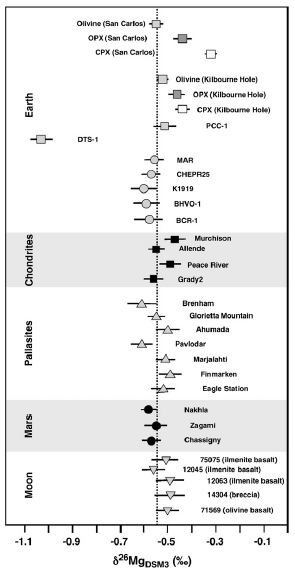 Olivine (San Carlos)
OPX (San Carlos)
CPX (San Carlos)
Olivine (Kilbourne Hole)
OPX (Kilbourne Hole)
CPX (Kilbourne Hole)
PCC-1
DTS-1
MAR
CHEPR25
K1919
BHVO-1
BCR-1
Earth
Murchison
Allende
Peace River
Grady2
Chondrites
Brenham
Glorietta Mountain
Ahumada
Pavlodar
Marjalahti
Finmarken
Eagle Station
Pallasites
Nakhla
Zagami
Chassigny
Mars
75075 (ilmenite basalt)
12045 (ilmenite basalt)
12063 (ilmenite basalt)
14304 (breccia)
71569 (olivine basalt)
Moon
-1.1 -0.9 -0.7 -0.5 -0.3 -0.1
δ²⁶Mg_DSM3 (‰)